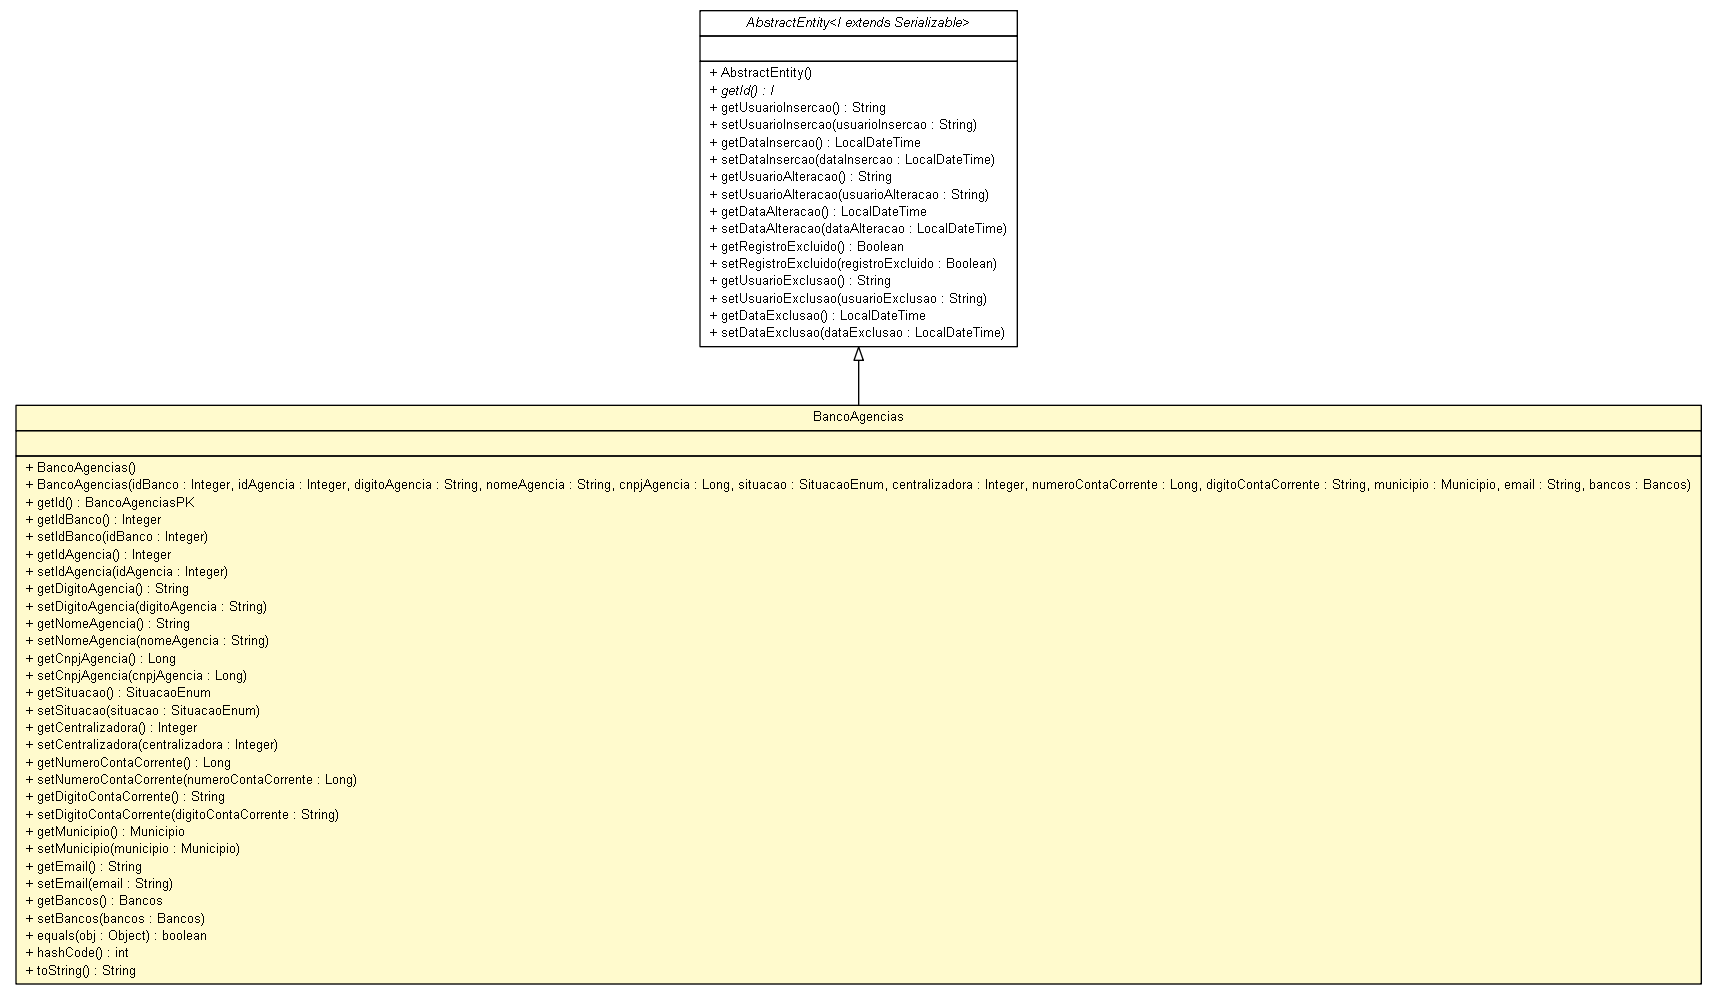 AbstractEntity<I extends Serializable>
+ AbstractEntity()
+ getId() : I
+ getUsuarioInsercao() : String
+ setUsuarioInsercao(usuarioInsercao : String)
+ getDataInsercao() : LocalDateTime
+ setDataInsercao(dataInsercao : LocalDateTime)
+ getUsuarioAlteracao() : String
+ setUsuarioAlteracao(usuarioAlteracao : String)
+ getDataAlteracao() : LocalDateTime
+ setDataAlteracao(dataAlteracao : LocalDateTime)
+ getRegistroExcluido() : Boolean
+ setRegistroExcluido(registroExcluido : Boolean)
+ getUsuarioExclusao() : String
+ setUsuarioExclusao(usuarioExclusao : String)
+ getDataExclusao() : LocalDateTime
+ setDataExclusao(dataExclusao : LocalDateTime)
BancoAgencias
+ BancoAgencias()
+ BancoAgencias(idBanco : Integer, idAgencia : Integer, digitoAgencia : String, nomeAgencia : String, cnpjAgencia : Long, situacao : SituacaoEnum, centralizadora : Integer, numeroContaCorrente : Long, digitoContaCorrente : String, municipio : Municipio, email : String, bancos : Bancos)
+ getId() : BancoAgenciasPK
+ getIdBanco() : Integer
+ setIdBanco(idBanco : Integer)
+ getIdAgencia() : Integer
+ setIdAgencia(idAgencia : Integer)
+ getDigitoAgencia() : String
+ setDigitoAgencia(digitoAgencia : String)
+ getNomeAgencia() : String
+ setNomeAgencia(nomeAgencia : String)
+ getCnpjAgencia() : Long
+ setCnpjAgencia(cnpjAgencia : Long)
+ getSituacao() : SituacaoEnum
+ setSituacao(situacao : SituacaoEnum)
+ getCentralizadora() : Integer
+ setCentralizadora(centralizadora : Integer)
+ getNumeroContaCorrente() : Long
+ setNumeroContaCorrente(numeroContaCorrente : Long)
+ getDigitoContaCorrente() : String
+ setDigitoContaCorrente(digitoContaCorrente : String)
+ getMunicipio() : Municipio
+ setMunicipio(municipio : Municipio)
+ getEmail() : String
+ setEmail(email : String)
+ getBancos() : Bancos
+ setBancos(bancos : Bancos)
+ equals(obj : Object) : boolean
+ hashCode() : int
+ toString() : String